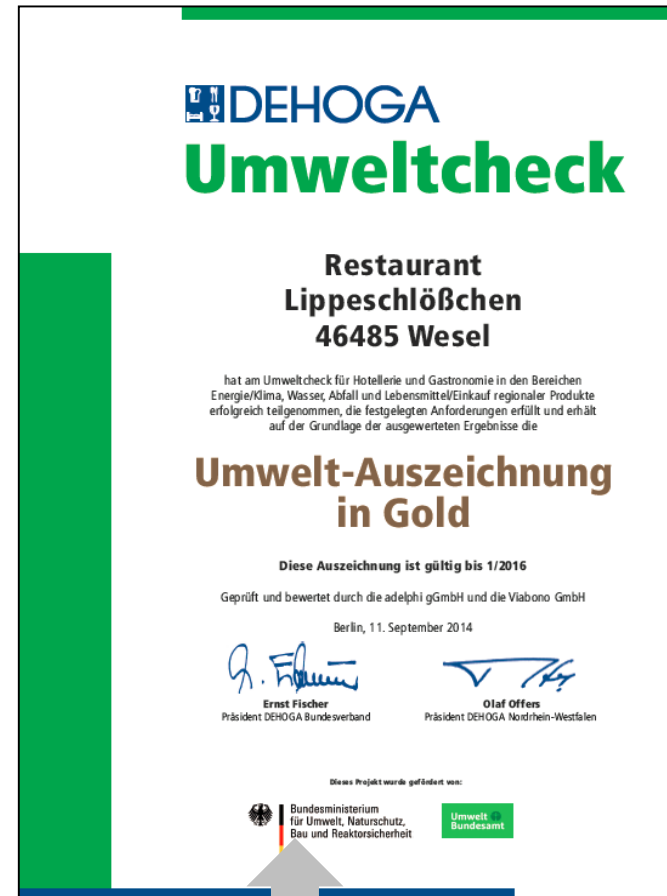 DEHOGA
Umweltcheck
Restaurant
Lippeschlößchen
46485 Wesel
hat am Umweltcheck für Hotellerie und Gastronomie in den Bereichen
Energie/Klima, Wasser, Abfall und Lebensmittel/Einkauf regionaler Produkte
erfolgreich teilgenommen, die festgelegten Anforderungen erfüllt und erhält
auf der Grundlage der ausgewerteten Ergebnisse die
Umwelt-Auszeichnung
in Gold
Diese Auszeichnung ist gültig bis 1/2016
Geprüft und bewertet durch die adelphi gGmbH und die Viabono GmbH
Berlin, 11. September 2014
Ernst Fischer
Präsident DEHOGA Bundesverband
Olaf Offers
Präsident DEHOGA Nordrhein-Westfalen
Dieses Projekt wurde gefördert von:
Bundesministerium
für Umwelt, Naturschutz,
Bau und Reaktorsicherheit
Umwelt
Bundesamt